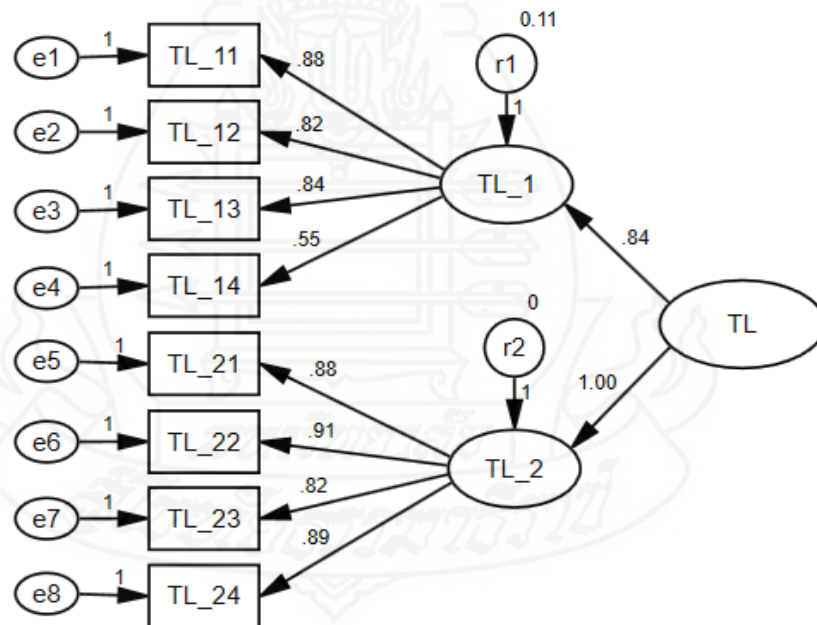 0.11
e1 1 TL_11 .88 r1
1
e2 1 TL_12 .82
TL_1
e3 1 TL_13 .84
.84
.55
e4 1 TL_14
0
TL
e5 1 TL_21 .88 r2
1 1.00
e6 1 TL_22 .91
TL_2
e7 1 TL_23 .82
.89
e8 1 TL_24